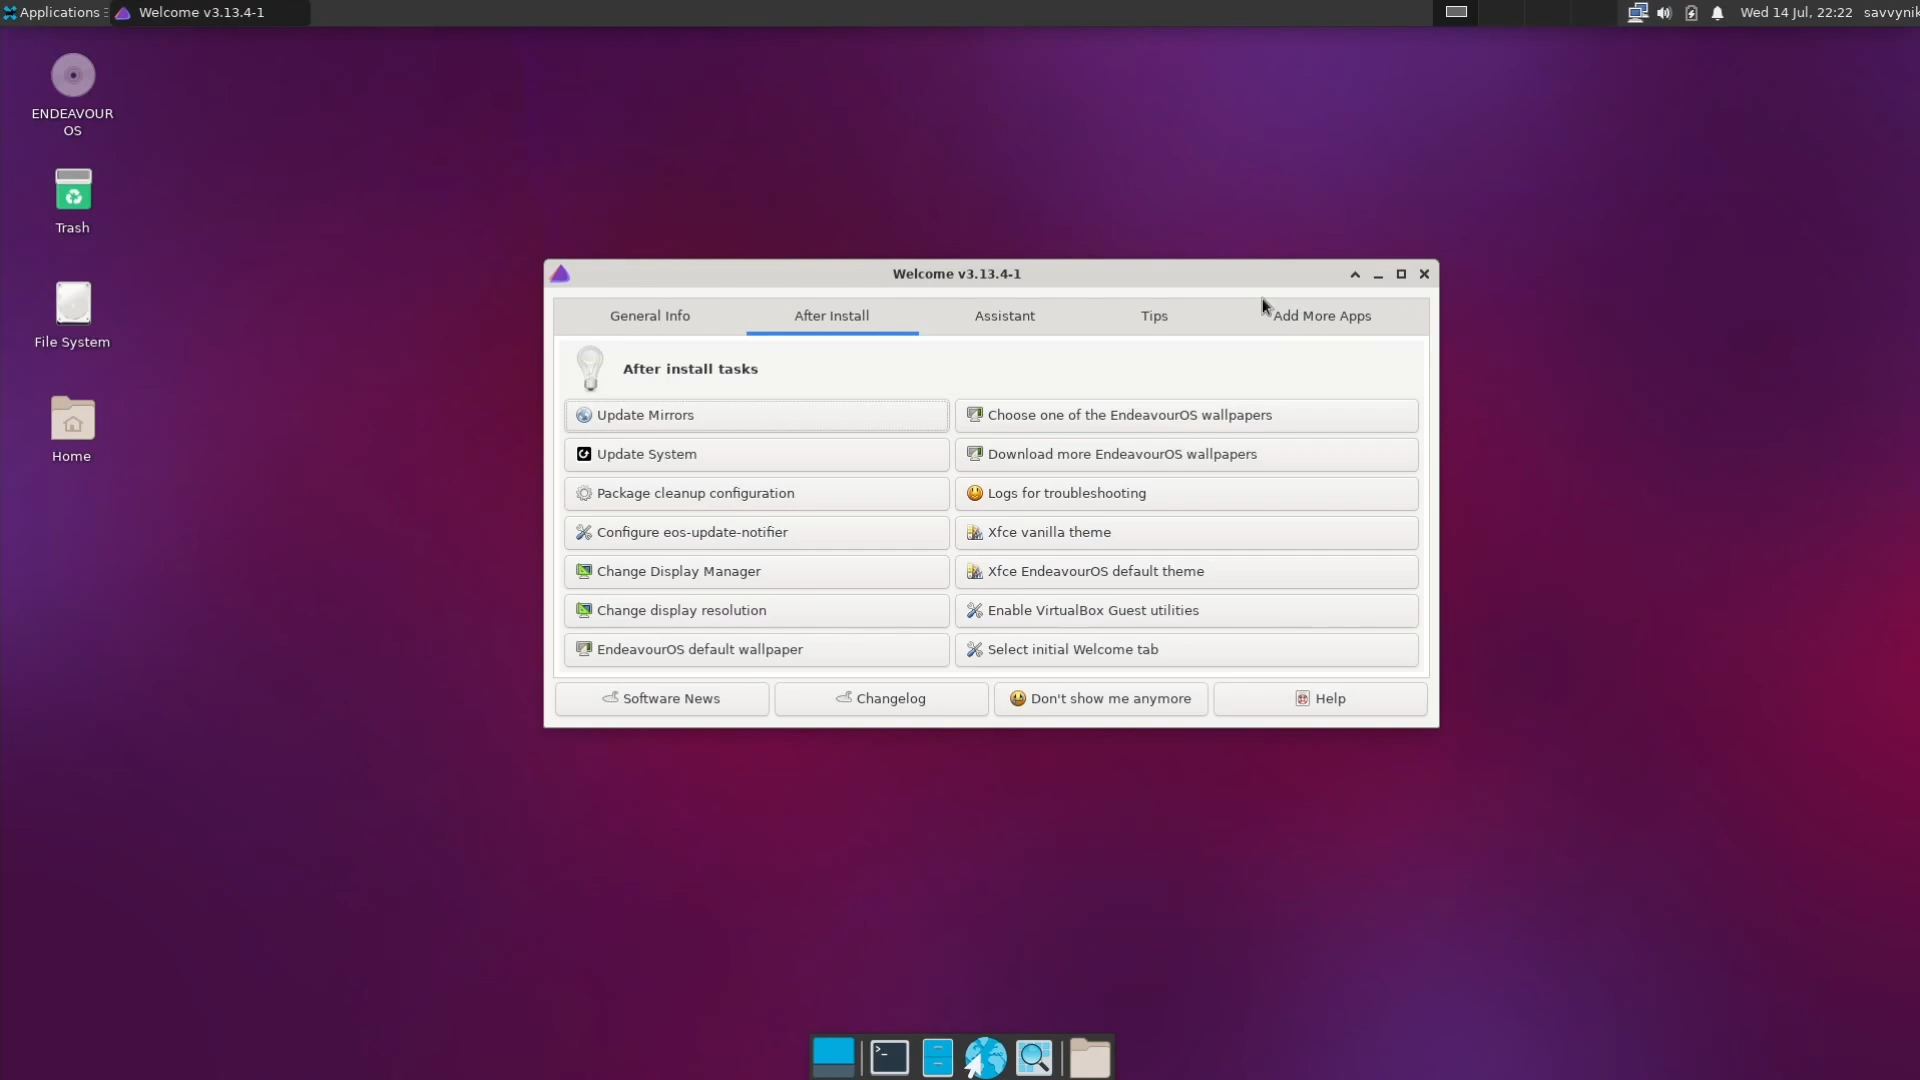 Applications
Welcome v3.13.4-1
Wed 14 Jul, 22:22
savvynik
ENDEAVOUR
OS
Trash
File System
Home
Welcome v3.13.4-1
General Info
After Install
Assistant
Tips
Add More Apps
After install tasks
Update Mirrors
Choose one of the EndeavourOS wallpapers
Update System
Download more EndeavourOS wallpapers
Package cleanup configuration
Logs for troubleshooting
Configure eos-update-notifier
Xfce vanilla theme
Change Display Manager
Xfce EndeavourOS default theme
Change display resolution
Enable VirtualBox Guest utilities
EndeavourOS default wallpaper
Select initial Welcome tab
Software News
Changelog
Don't show me anymore
Help